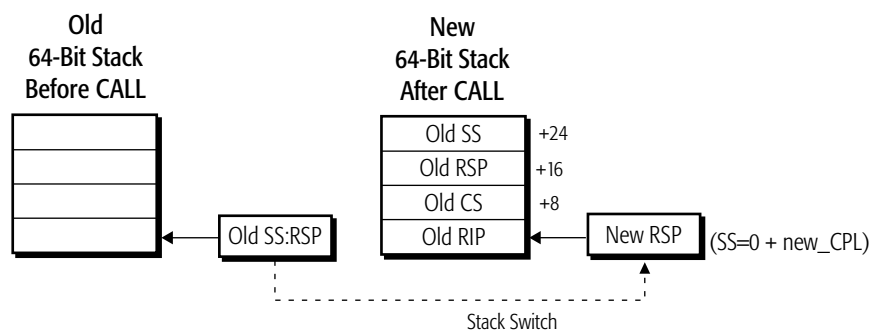 Old
64-Bit Stack
Before CALL
New
64-Bit Stack
After CALL
Old SS
+24
Old RSP
+16
Old CS
+8
Old RIP
Old SS:RSP
New RSP
(SS=0 + new_CPL)
Stack Switch